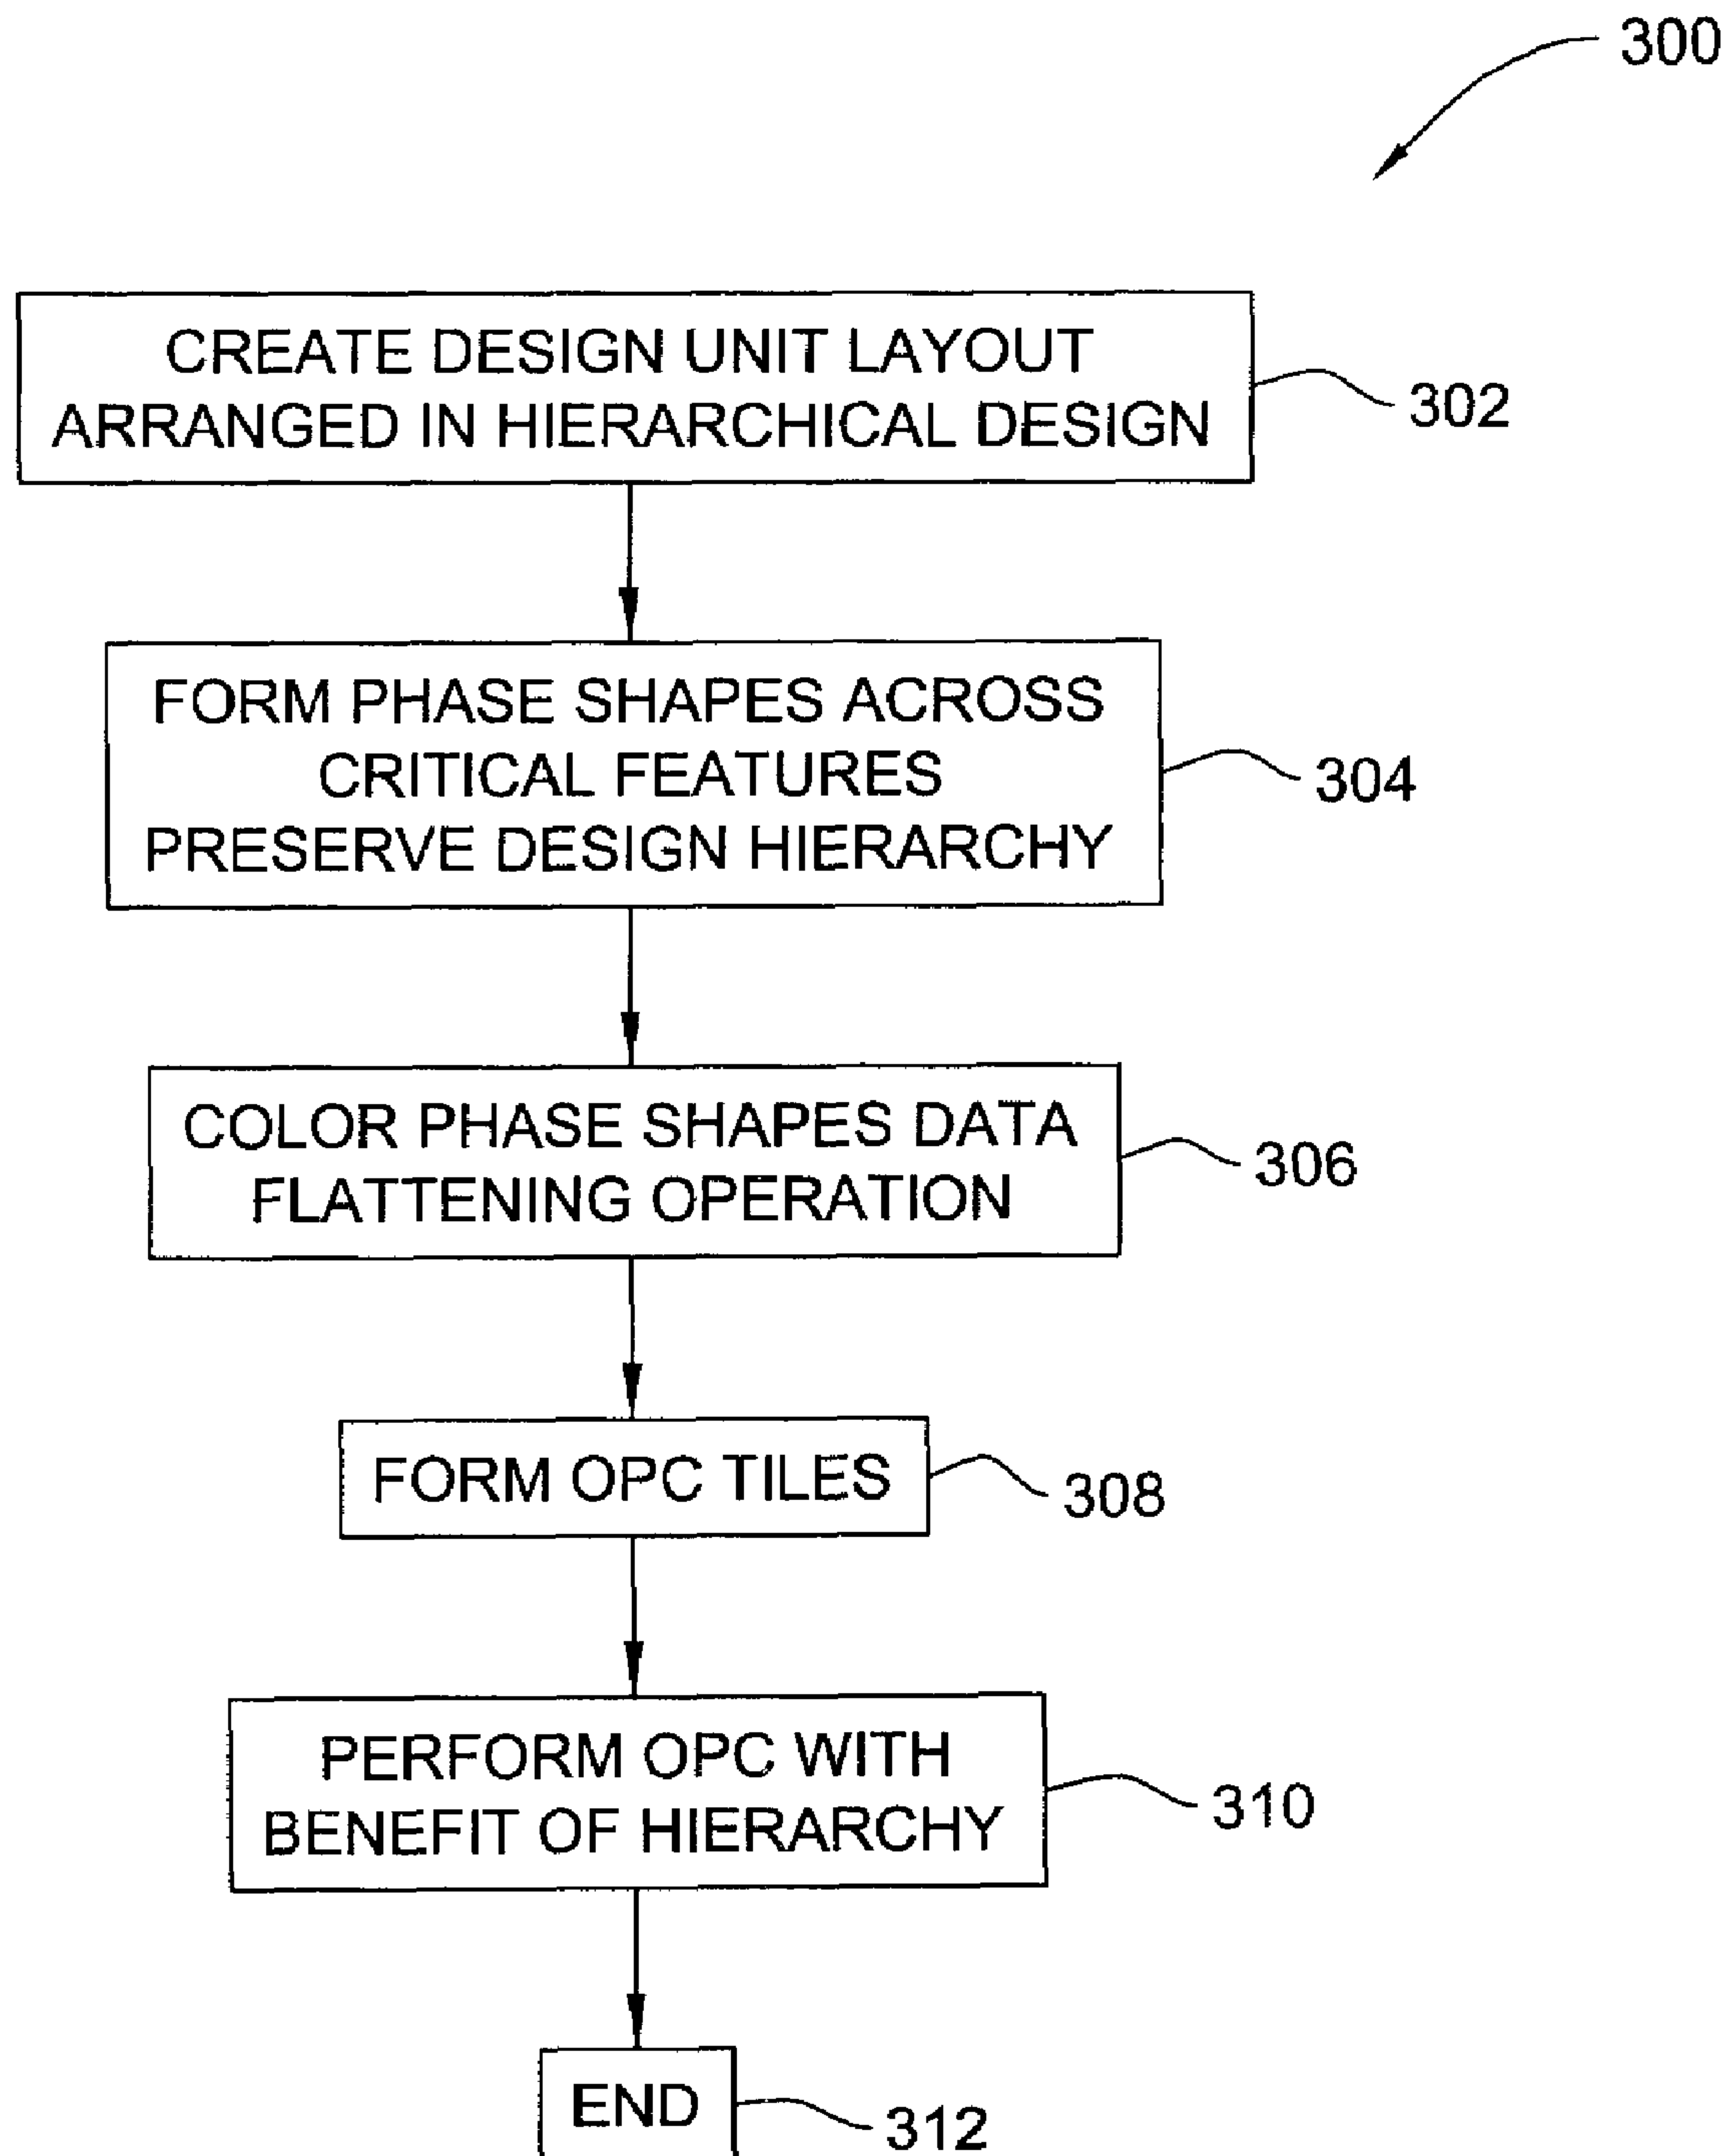 300
CREATE DESIGN UNIT LAYOUT
ARRANGED IN HIERARCHICAL DESIGN
302
FORM PHASE SHAPES ACROSS
CRITICAL FEATURES
PRESERVE DESIGN HIERARCHY
304
COLOR PHASE SHAPES DATA
FLATTENING OPERATION
306
FORM OPC TILES
308
PERFORM OPC WITH
BENEFIT OF HIERARCHY
310
END
312